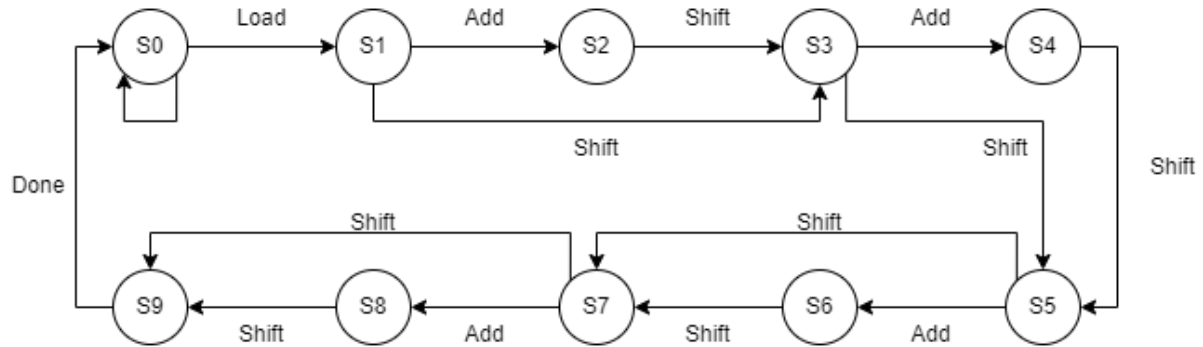 Load
Add
Shift
Add
S0
S1
S2
S3
S4
Shift
Shift
Shift
Done
Shift
Shift
S9
S8
S7
S6
S5
Shift
Add
Shift
Add